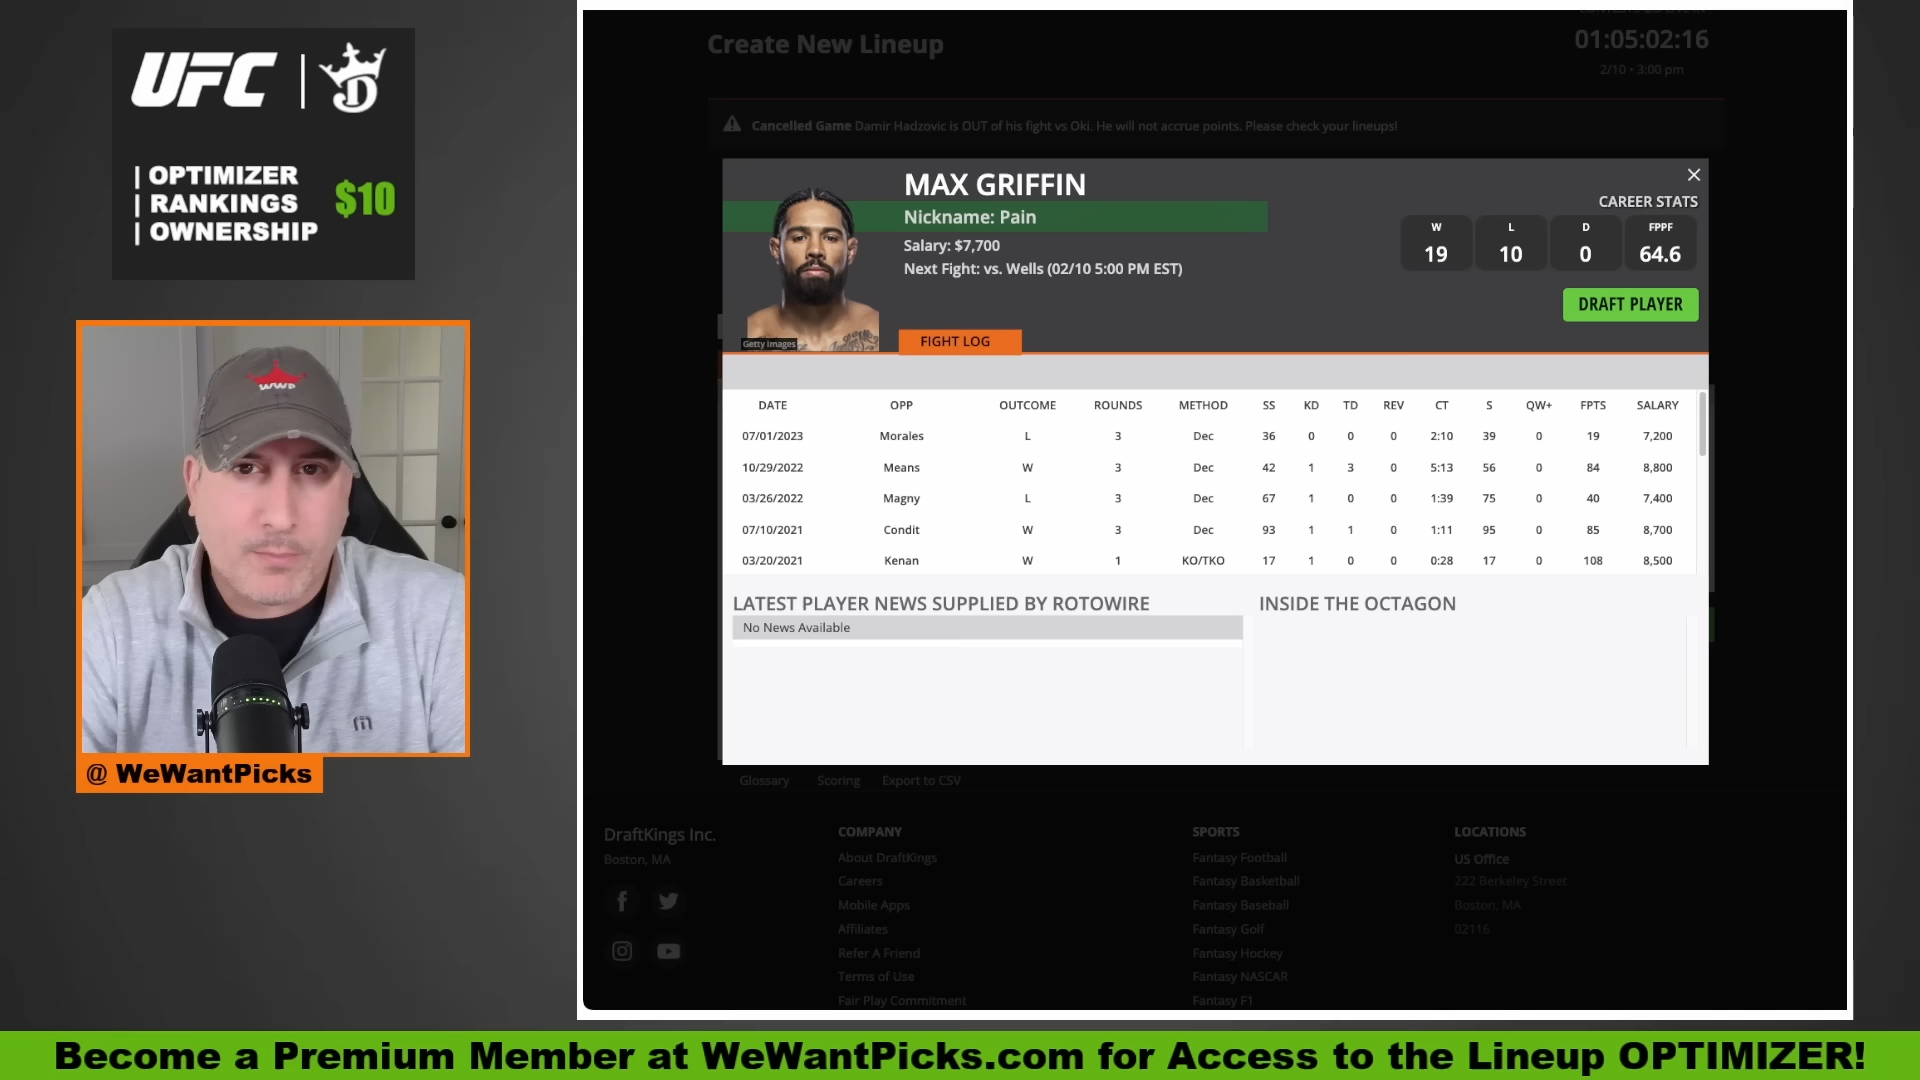 UFC
OPTIMIZER
RANKINGS
OWNERSHIP
$10
WWP
@ WeWantPicks
Create New Lineup
01:05:02:16
2/10 • 3:00 pm
Cancelled Game Damir Hadzovic is OUT of his fight vs Oki. He will not accrue points. Please check your lineups!
MAX GRIFFIN
Nickname: Pain
Salary: $7,700
Next Fight: vs. Wells (02/10 5:00 PM EST)
Getty Images
CAREER STATS
W L D FPPF
19 10 0 64.6
DRAFT PLAYER
FIGHT LOG
DATE OPP OUTCOME ROUNDS METHOD SS KD TD REV CT S QW+ FPTS SALARY
07/01/2023 Morales L 3 Dec 36 0 0 0 2:10 39 0 19 7,200
10/29/2022 Means W 3 Dec 42 1 3 0 5:13 56 0 84 8,800
03/26/2022 Magny L 3 Dec 67 1 0 0 1:39 75 0 40 7,400
07/10/2021 Condit W 3 Dec 93 1 1 0 1:11 95 0 85 8,700
03/20/2021 Kenan W 1 KO/TKO 17 1 0 0 0:28 17 0 108 8,500
LATEST PLAYER NEWS SUPPLIED BY ROTOWIRE
No News Available
INSIDE THE OCTAGON
Glossary Scoring Export to CSV
DraftKings Inc.
Boston, MA
COMPANY
About DraftKings
Careers
Mobile Apps
Affiliates
Refer A Friend
Terms of Use
Fair Play Commitment
SPORTS
Fantasy Football
Fantasy Basketball
Fantasy Baseball
Fantasy Golf
Fantasy Hockey
Fantasy NASCAR
Fantasy F1
LOCATIONS
US Office
222 Berkeley Street
Boston, MA
02116
Become a Premium Member at WeWantPicks.com for Access to the Lineup OPTIMIZER!